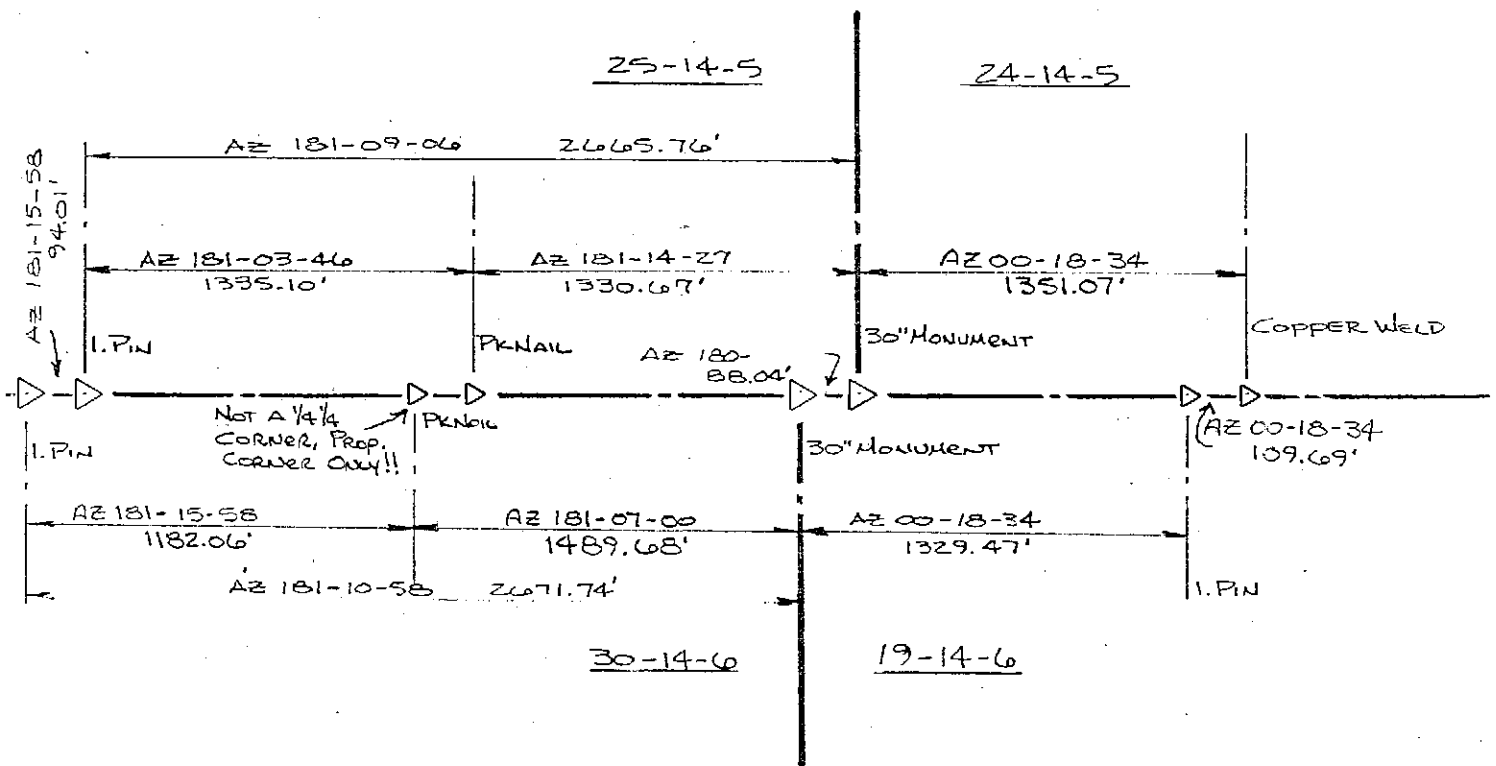 25-14-5
24-14-5
AZ 181-09-06 2665.76'
AZ 181-15-58
94.01'
AZ 181-03-46
1335.10'
AZ 181-14-27
1330.67'
AZ 00-18-34
1351.07'
I.PIN
PKNAIL
AZ 180-
88.04'
30" MONUMENT
COPPER WELD
I.PIN
NOT A 1/4 1/4
CORNER, PROP.
CORNER ONLY!!
PKNAIL
30" MONUMENT
AZ 00-18-34
109.69'
AZ 181-15-58
1182.06'
AZ 181-07-00
1489.68'
AZ 00-18-34
1329.47'
AZ 181-10-58 2671.74'
I.PIN
30-14-6
19-14-6